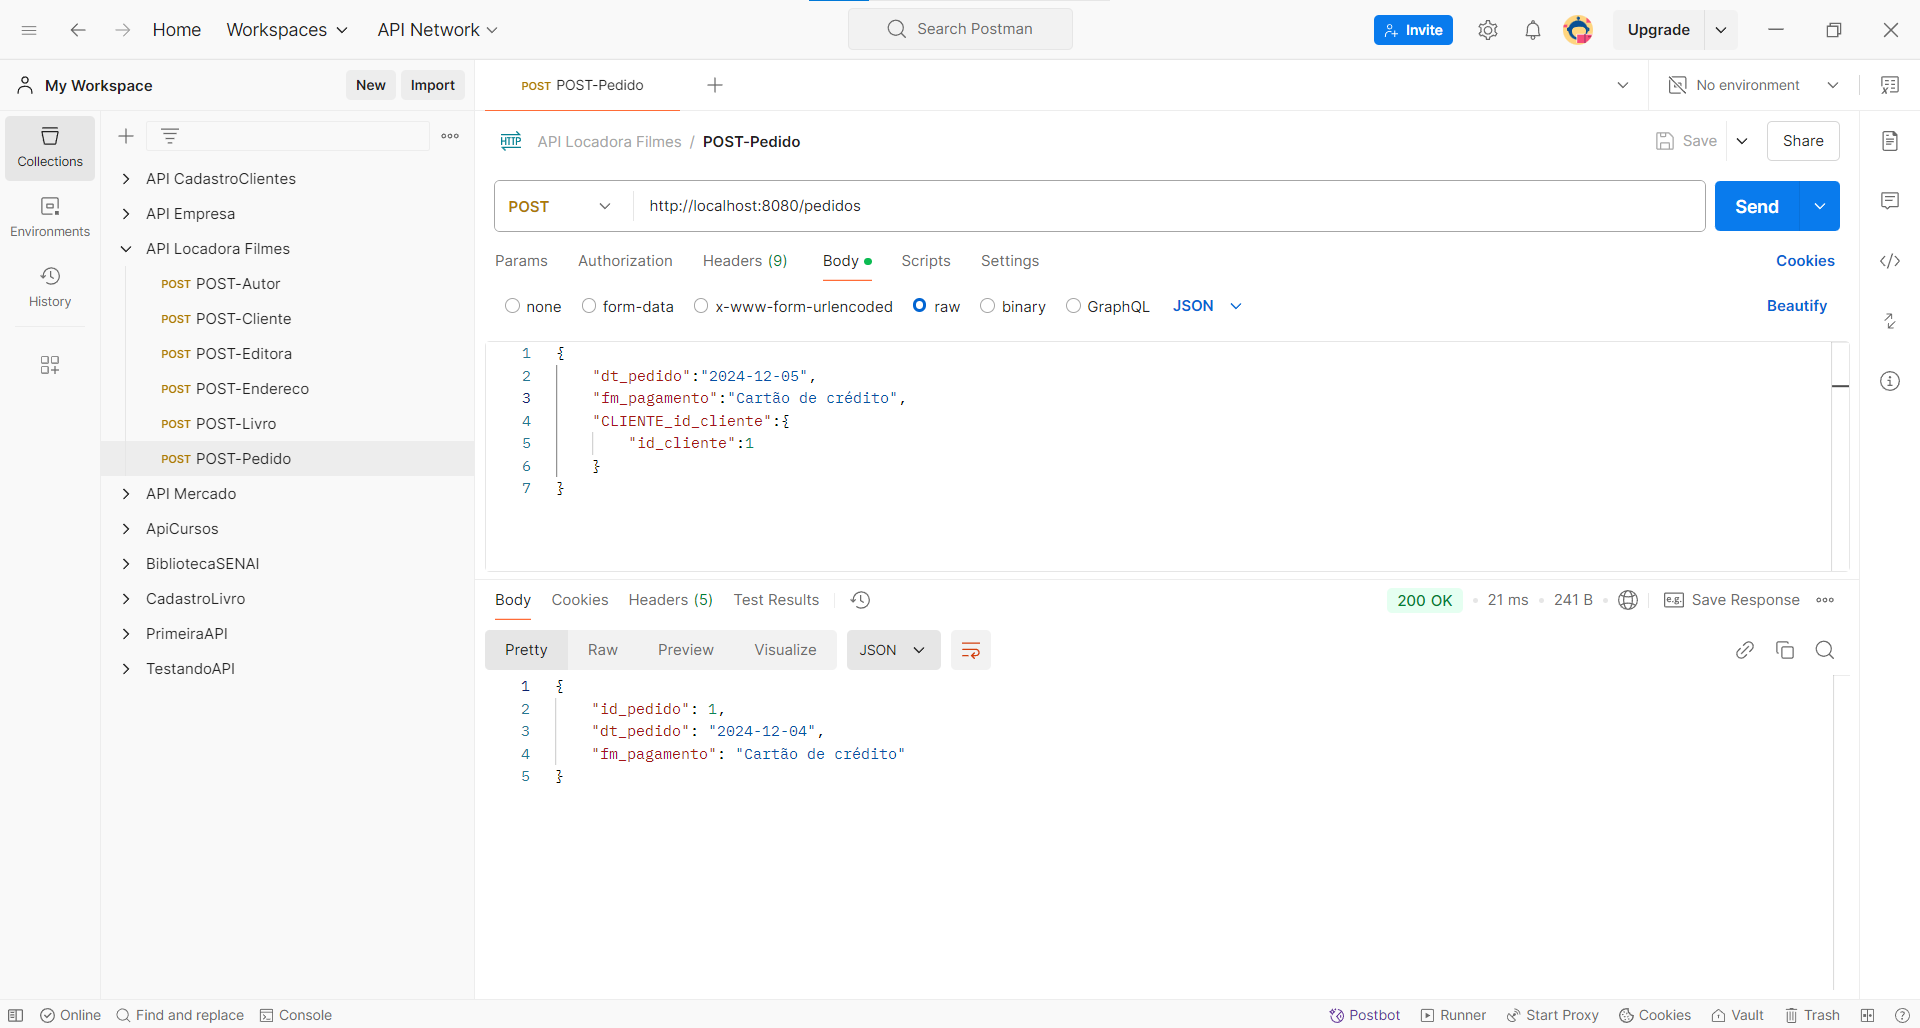 Home Workspaces API Network Search Postman Invite Upgrade
My Workspace New Import POST POST-Pedido No environment
Collections
Environments
History
API CadastroClientes
API Empresa
API Locadora Filmes
POST POST-Autor
POST POST-Cliente
POST POST-Editora
POST POST-Endereco
POST POST-Livro
POST POST-Pedido
API Mercado
ApiCursos
BibliotecaSENAI
CadastroLivro
PrimeiraAPI
TestandoAPI
HTTP API Locadora Filmes / POST-Pedido Save Share
POST http://localhost:8080/pedidos Send
Params Authorization Headers (9) Body Scripts Settings Cookies
none form-data x-www-form-urlencoded raw binary GraphQL JSON Beautify
1 {
2 "dt_pedido":"2024-12-05",
3 "fm_pagamento":"Cartão de crédito",
4 "CLIENTE_id_cliente":{
5 "id_cliente":1
6 }
7 }
Body Cookies Headers (5) Test Results 200 OK 21 ms 241 B e.g. Save Response
Pretty Raw Preview Visualize JSON
1 {
2 "id_pedido": 1,
3 "dt_pedido": "2024-12-04",
4 "fm_pagamento": "Cartão de crédito"
5 }
Online Find and replace Console Postbot Runner Start Proxy Cookies Vault Trash